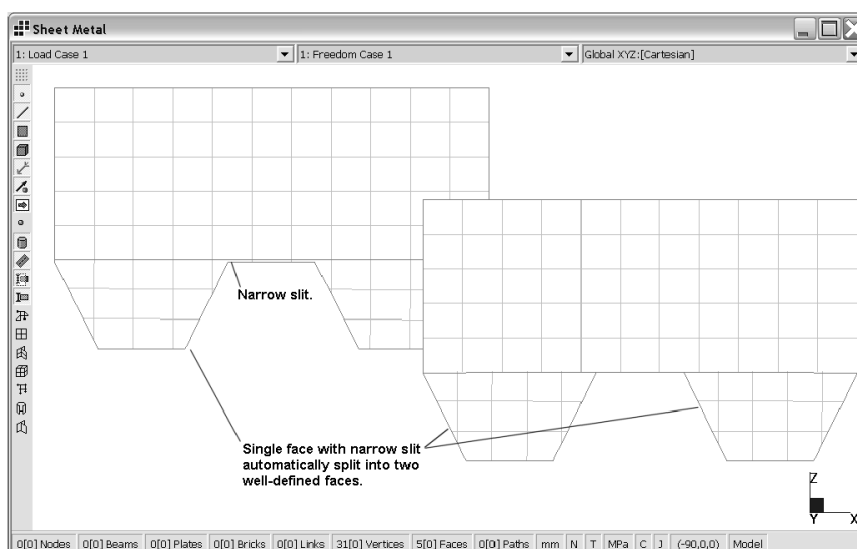 Sheet Metal
1: Load Case 1 1: Freedom Case 1 Global XYZ:[Cartesian]
Narrow slit.
Single face with narrow slit
automatically split into two
well-defined faces.
Z
Y X
0[0] Nodes 0[0] Beams 0[0] Plates 0[0] Bricks 0[0] Links 31[0] Vertices 5[0] Faces 0[0] Paths mm N T MPa C J (-90,0,0) Model